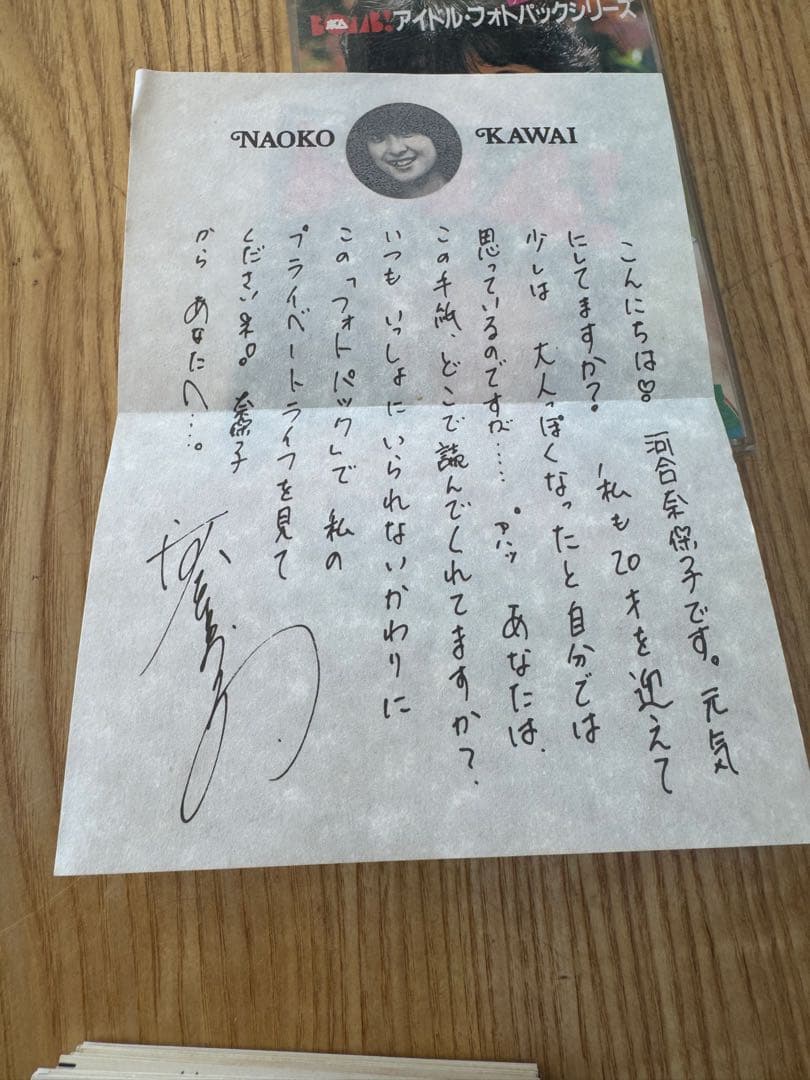 BOMB!アイドル・フォトパックシリーズ
NAOKO KAWAI
こんにちは♡ 河合奈保子です。元気
にしてますか? 私も20才を迎えて
少しは 大人っぽくなったと自分では
思っているのですが……アハッ あなたは、
この手紙、どこで読んでくれてますか?
いつも いっしょにいられないかわりに
この「フォトパック」で 私の
プライベートライフを見て
くださいネ! 奈保子
から あなたへ…。